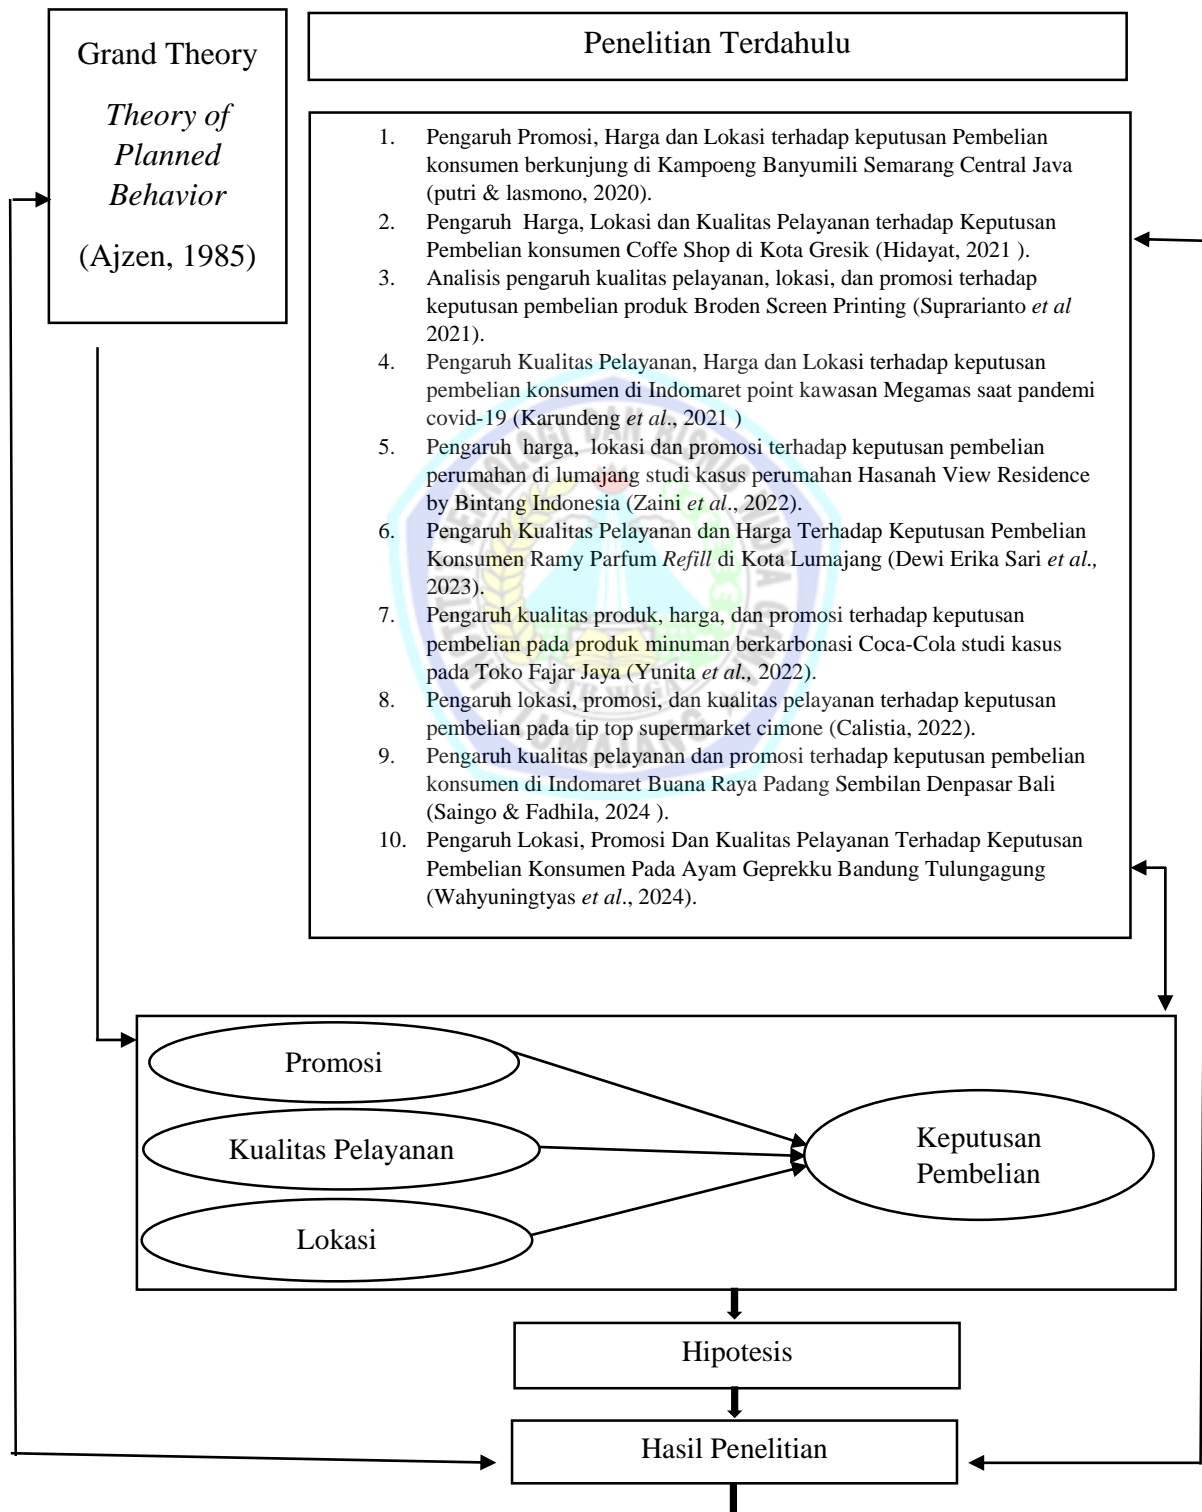 Grand Theory
Theory of
Planned
Behavior
(Ajzen, 1985)
Penelitian Terdahulu
1. Pengaruh Promosi, Harga dan Lokasi terhadap keputusan Pembelian
konsumen berkunjung di Kampoeng Banyumili Semarang Central Java
(putri & lasmono, 2020).
2. Pengaruh Harga, Lokasi dan Kualitas Pelayanan terhadap Keputusan
Pembelian konsumen Coffe Shop di Kota Gresik (Hidayat, 2021 ).
3. Analisis pengaruh kualitas pelayanan, lokasi, dan promosi terhadap
keputusan pembelian produk Broden Screen Printing (Suprarianto et al
2021).
4. Pengaruh Kualitas Pelayanan, Harga dan Lokasi terhadap keputusan
pembelian konsumen di Indomaret point kawasan Megamas saat pandemi
covid-19 (Karundeng et al., 2021 )
5. Pengaruh harga, lokasi dan promosi terhadap keputusan pembelian
perumahan di lumajang studi kasus perumahan Hasanah View Residence
by Bintang Indonesia (Zaini et al., 2022).
6. Pengaruh Kualitas Pelayanan dan Harga Terhadap Keputusan Pembelian
Konsumen Ramy Parfum Refill di Kota Lumajang (Dewi Erika Sari et al.,
2023).
7. Pengaruh kualitas produk, harga, dan promosi terhadap keputusan
pembelian pada produk minuman berkarbonasi Coca-Cola studi kasus
pada Toko Fajar Jaya (Yunita et al., 2022).
8. Pengaruh lokasi, promosi, dan kualitas pelayanan terhadap keputusan
pembelian pada tip top supermarket cimone (Calistia, 2022).
9. Pengaruh kualitas pelayanan dan promosi terhadap keputusan pembelian
konsumen di Indomaret Buana Raya Padang Sembilan Denpasar Bali
(Saingo & Fadhila, 2024 ).
10. Pengaruh Lokasi, Promosi Dan Kualitas Pelayanan Terhadap Keputusan
Pembelian Konsumen Pada Ayam Geprekku Bandung Tulungagung
(Wahyuningtyas et al., 2024).
INSTITUT TEKNOLOGI DAN BISNIS WIDYA GAMA
ITB WIGA
LUMAJANG
Promosi
Kualitas Pelayanan
Lokasi
Keputusan
Pembelian
Hipotesis
Hasil Penelitian